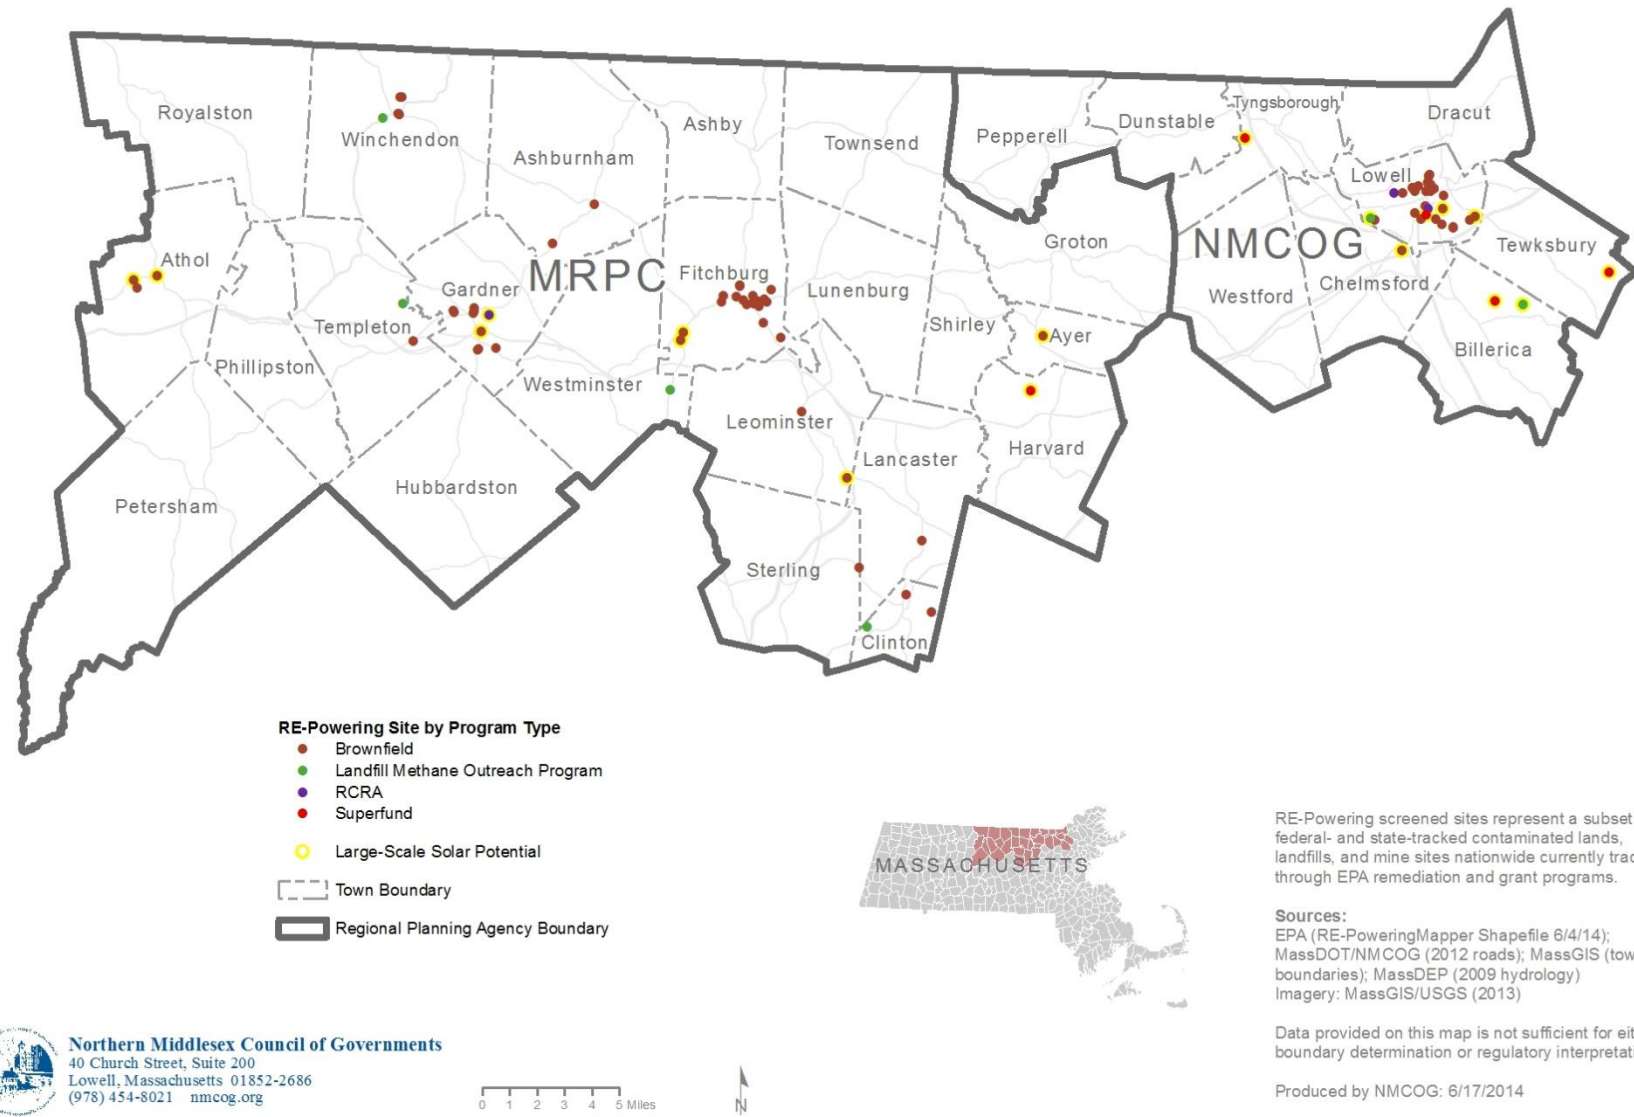 Royalston
Winchendon
Ashburnham
Ashby
Townsend
Pepperell
Dunstable
Tyngsborough
Dracut
Lowell
Athol
Gardner
MRPC
Fitchburg
Lunenburg
Groton
NMCOG
Tewksbury
Chelmsford
Westford
Templeton
Phillipston
Westminster
Shirley
Ayer
Billerica
Leominster
Lancaster
Harvard
Petersham
Hubbardston
Sterling
Clinton
RE-Powering Site by Program Type
Brownfield
Landfill Methane Outreach Program
RCRA
Superfund
Large-Scale Solar Potential
Town Boundary
Regional Planning Agency Boundary
MASSACHUSETTS
RE-Powering screened sites represent a subset
federal- and state-tracked contaminated lands,
landfills, and mine sites nationwide currently
through EPA remediation and grant programs.
Sources:
EPA (RE-PoweringMapper Shapefile 6/4/14);
MassDOT/NMCOG (2012 roads); MassGIS
boundaries); MassDEP (2009 hydrology)
Imagery: MassGIS/USGS (2013)
Data provided on this map is not sufficient for
boundary determination or regulatory
Produced by NMCOG: 6/17/2014
Northern Middlesex Council of Governments
40 Church Street, Suite 200
Lowell, Massachusetts 01852-2686
(978) 454-8021 nmcog.org
0 1 2 3 4 5 Miles
N